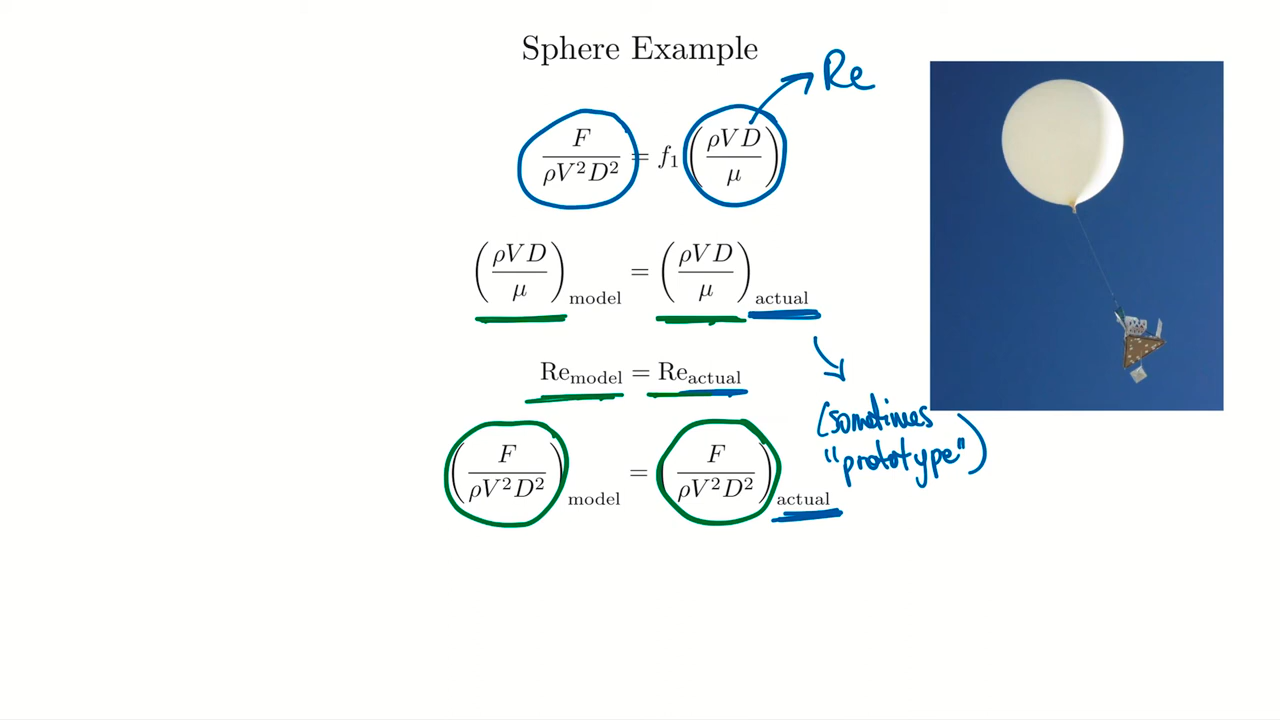 Sphere Example
Re
F/(ρV²D²) = f₁(ρVD/μ)
(ρVD/μ)model = (ρVD/μ)actual
Remodel = Reactual
(sometimes
"prototype")
(F/(ρV²D²))model = (F/(ρV²D²))actual